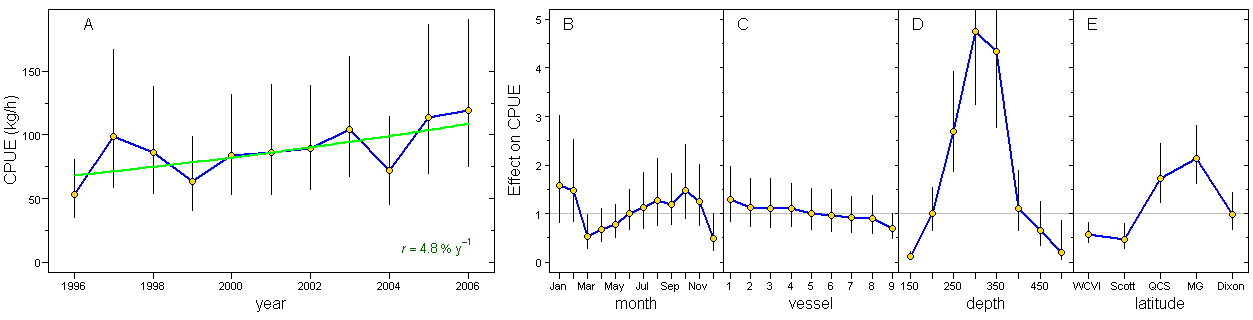 A
CPUE (kg/h)
150
100
50
0
r = 4.8 % y⁻¹
1996 1998 2000 2002 2004 2006
year
B C D E
Effect on CPUE
5
4
3
2
1
0
Jan Mar May Jul Sep Nov
month
1 2 3 4 5 6 7 8 9
vessel
150 250 350 450
depth
WCVI Scott QCS MG Dixon
latitude